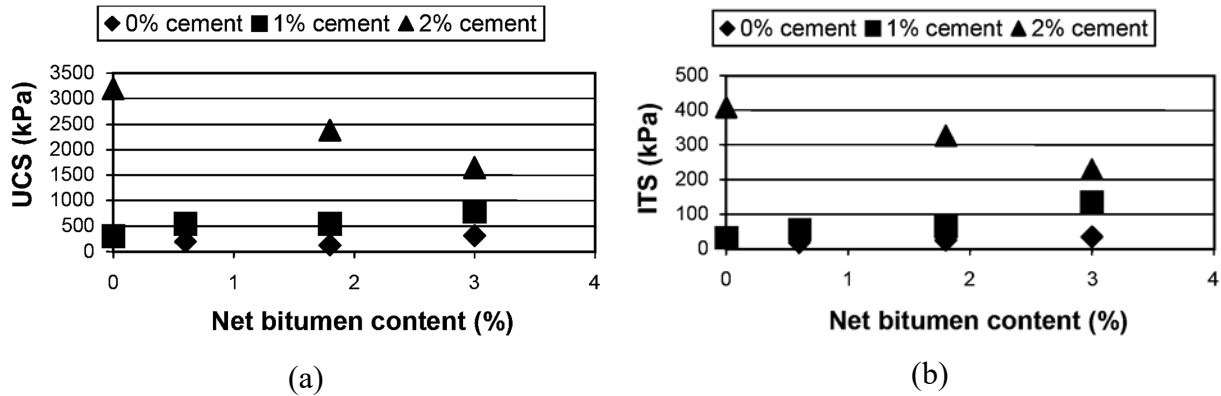 0% cement 1% cement 2% cement
UCS (kPa)
3500
3000
2500
2000
1500
1000
500
0
0 1 2 3 4
Net bitumen content (%)
(a)
0% cement 1% cement 2% cement
ITS (kPa)
500
400
300
200
100
0
0 1 2 3 4
Net bitumen content (%)
(b)